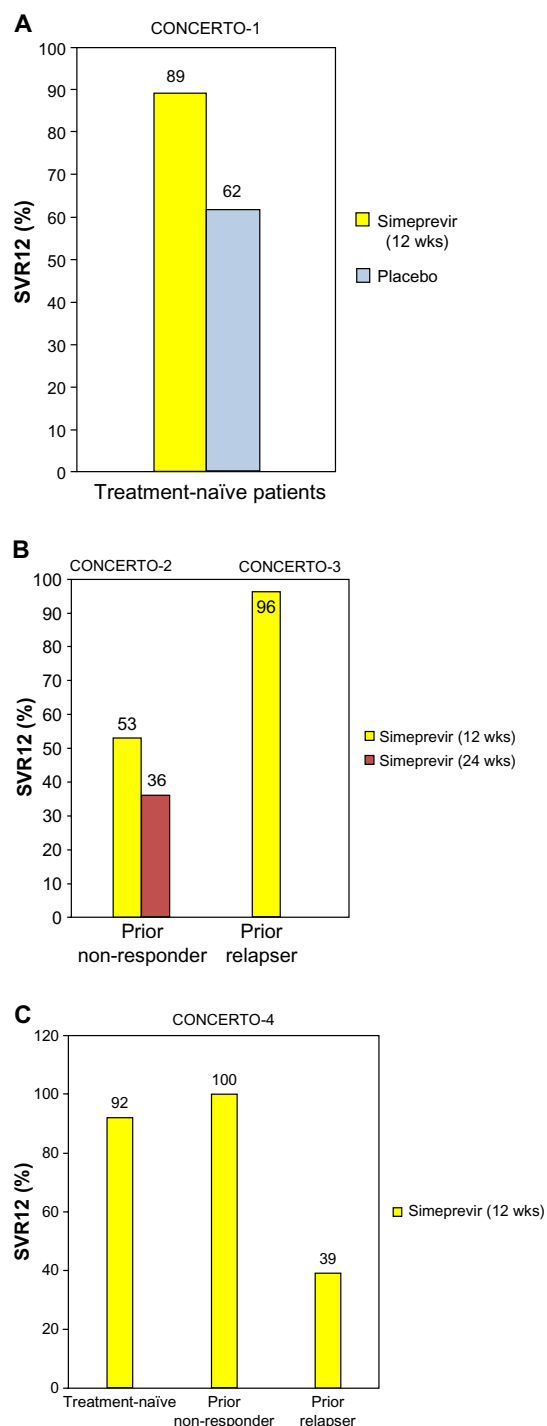 A
CONCERTO-1
100
90
80
70
60
50
40
30
20
10
0
SVR12 (%)
89
62
Simeprevir
(12 wks)
Placebo
Treatment-naïve patients
B
CONCERTO-2
CONCERTO-3
100
90
80
70
60
50
40
30
20
10
0
SVR12 (%)
53
36
96
Simeprevir (12 wks)
Simeprevir (24 wks)
Prior
non-responder
Prior
relapser
C
CONCERTO-4
120
100
80
60
40
20
0
SVR12 (%)
92
100
39
Simeprevir (12 wks)
Treatment-naïve
Prior
non-responder
Prior
relapser